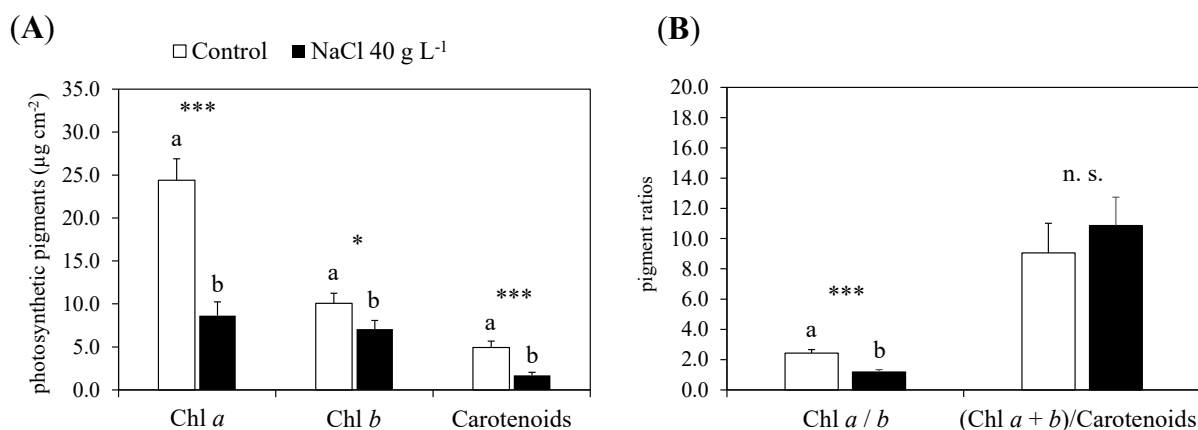 (A)
Control NaCl 40 g L-1
photosynthetic pigments (µg cm-2)
35.0
30.0
25.0
20.0
15.0
10.0
5.0
0.0
***
a
b
*
a
b
***
a
b
Chl a Chl b Carotenoids
(B)
pigment ratios
20.0
18.0
16.0
14.0
12.0
10.0
8.0
6.0
4.0
2.0
0.0
***
a
b
n. s.
Chl a / b (Chl a + b)/Carotenoids